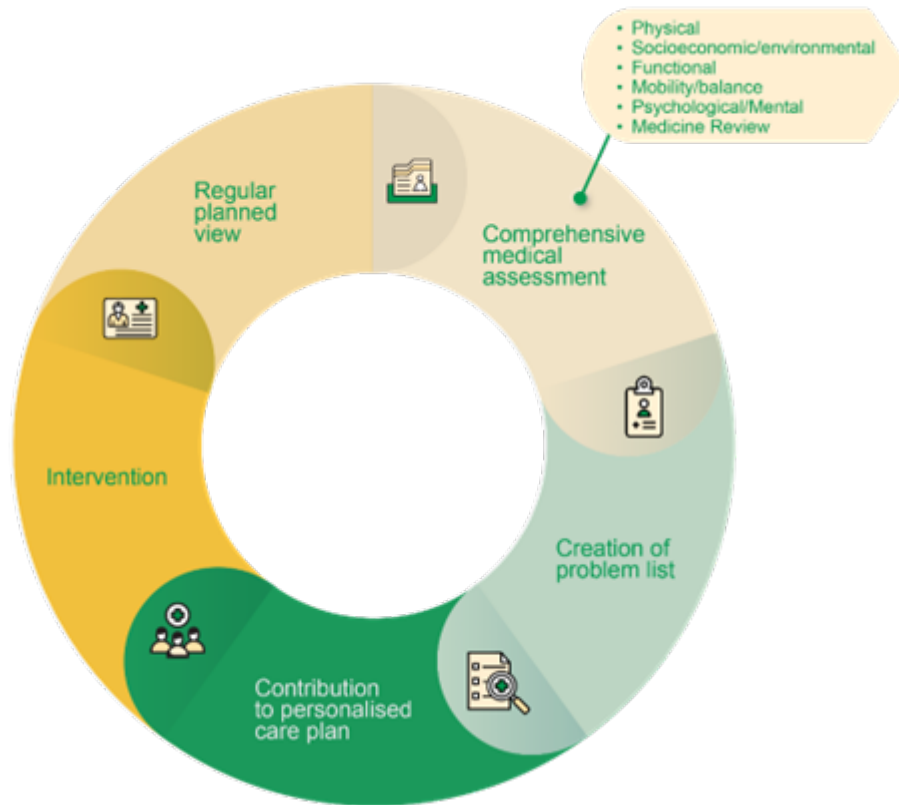 • Physical
• Socioeconomic/environmental
• Functional
• Mobility/balance
• Psychological/Mental
• Medicine Review
Comprehensive
medical
assessment
Creation of
problem list
Contribution
to personalised
care plan
Intervention
Regular
planned
view